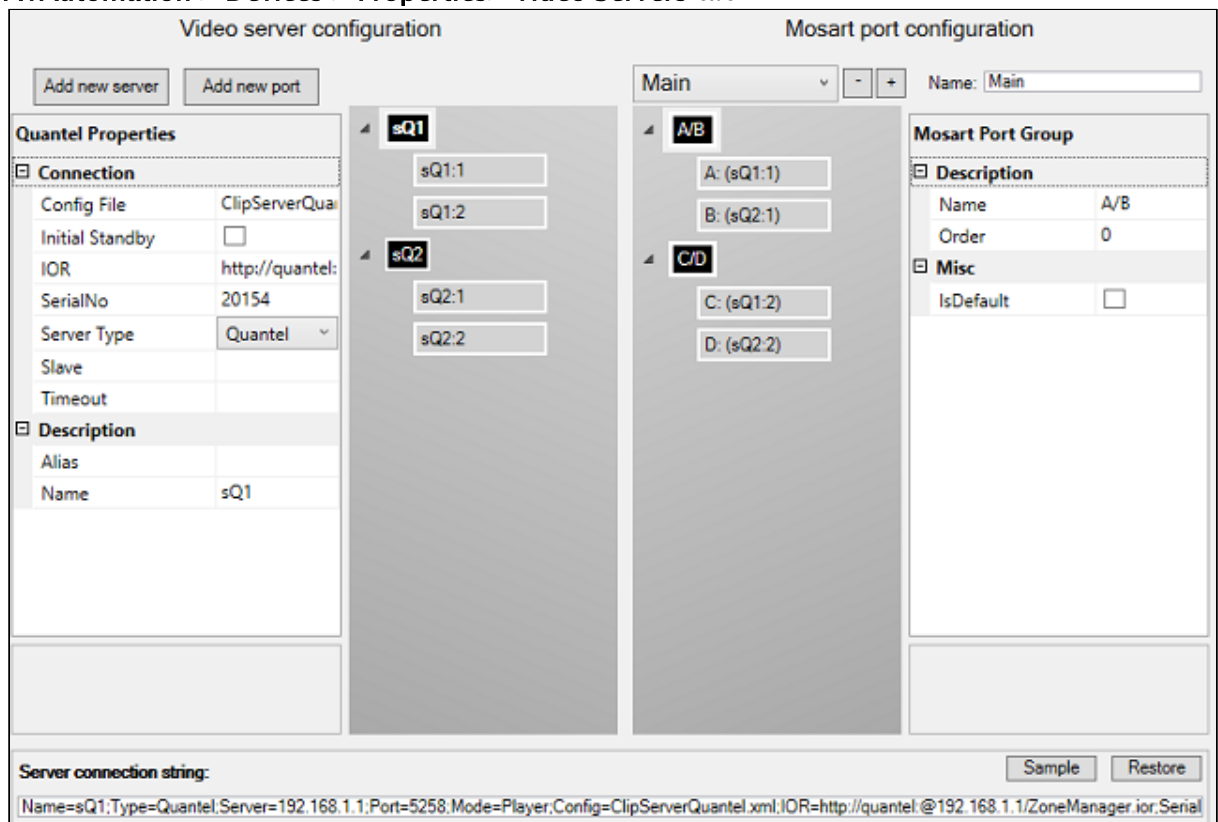 Video server configuration
Mosart port configuration
Add new server
Add new port
Main
-
+
Name: Main
Quantel Properties
Connection
Config File ClipServerQua
Initial Standby
IOR http://quantel:
SerialNo 20154
Server Type Quantel
Slave
Timeout
Description
Alias
Name sQ1
sQ1
sQ1:1
sQ1:2
sQ2
sQ2:1
sQ2:2
A/B
A: (sQ1:1)
B: (sQ2:1)
C/D
C: (sQ1:2)
D: (sQ2:2)
Mosart Port Group
Description
Name A/B
Order 0
Misc
IsDefault
Server connection string:
Sample
Restore
Name=sQ1;Type=Quantel;Server=192.168.1.1;Port=5258;Mode=Player;Config=ClipServerQuantel.xml;IOR=http://quantel:@192.168.1.1/ZoneManager.ior;Serial